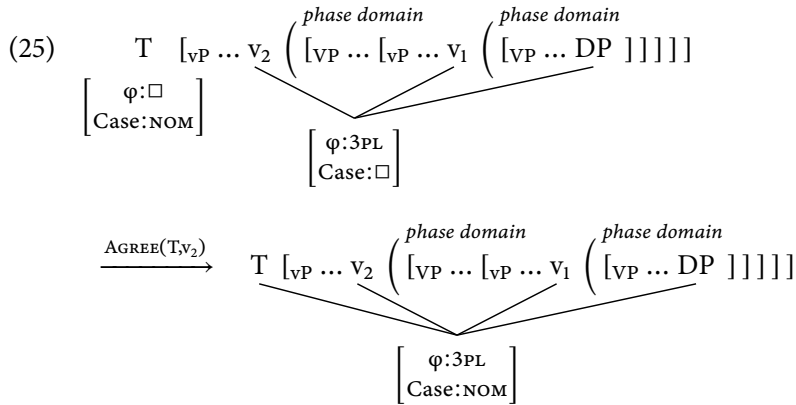 phase domain phase domain
(25) T [vP ... v2 ( [VP ... [vP ... v1 ( [VP ... DP ] ] ] ] ]
[ φ:□ Case:NOM ]
[ φ:3PL Case:□ ]
AGREE(T,v2)
phase domain phase domain
T [vP ... v2 ( [VP ... [vP ... v1 ( [VP ... DP ] ] ] ] ]
[ φ:3PL Case:NOM ]